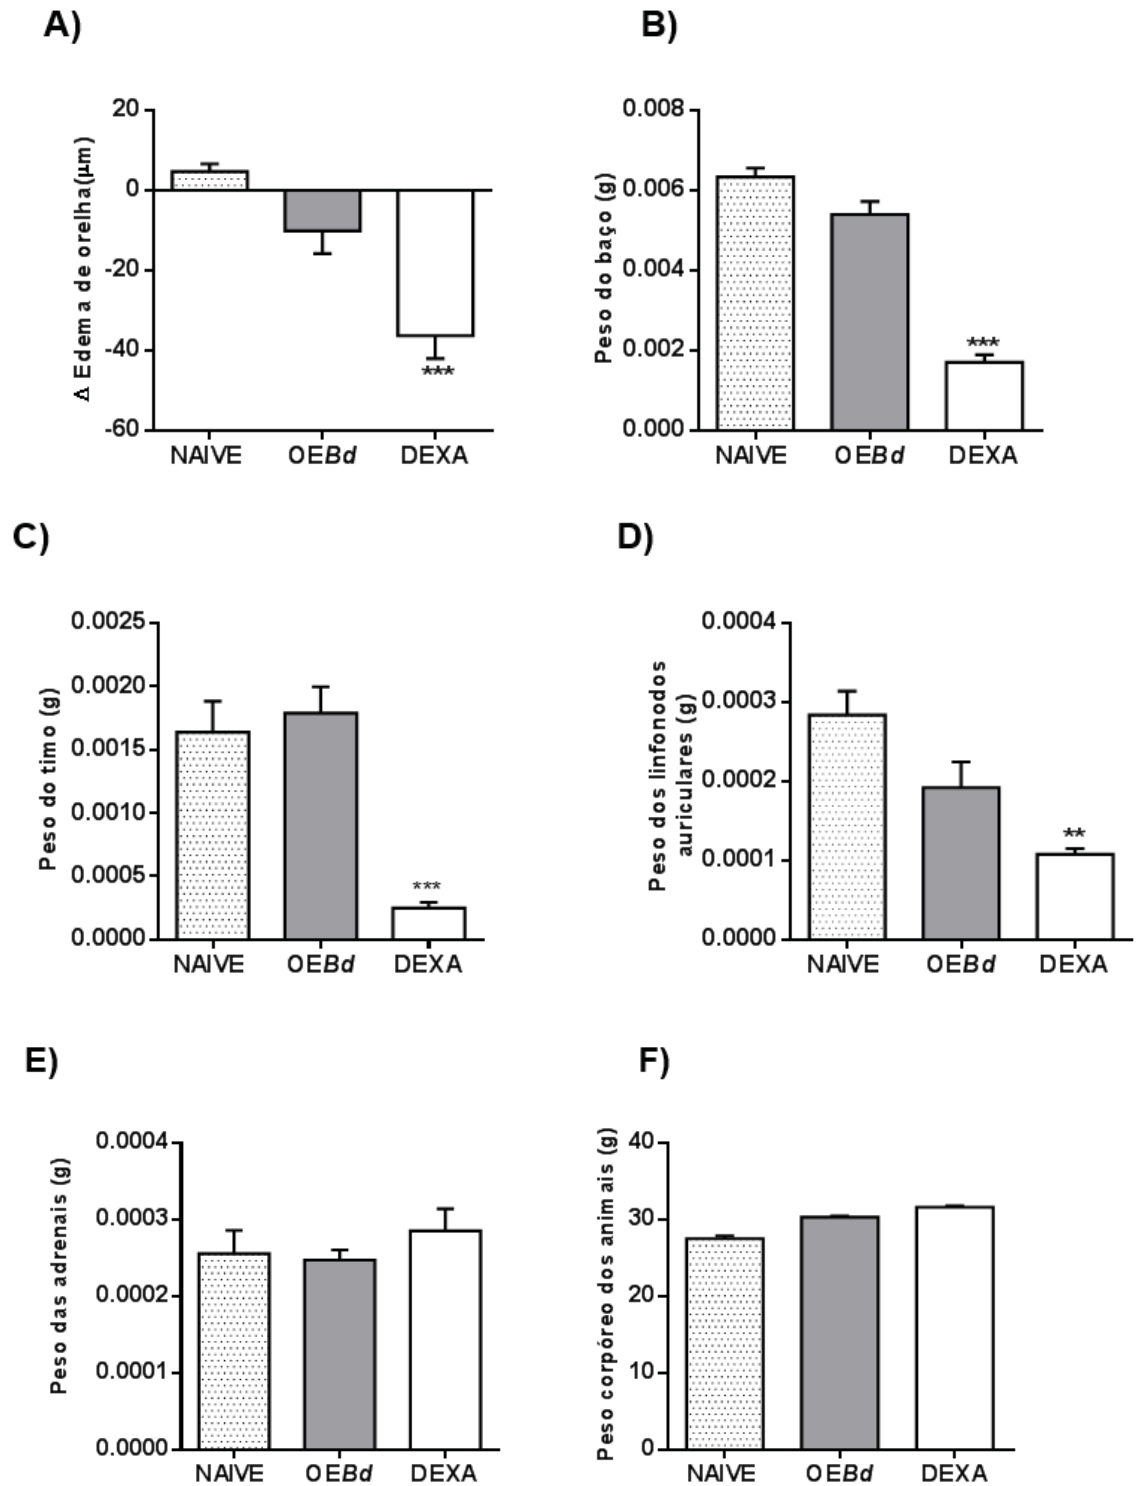 A)
B)
20
0
-20
-40
-60
Δ Edema de orelha(μm)
***
NAIVE OEBd DEXA
0.008
0.006
0.004
0.002
0.000
Peso do baço (g)
***
NAIVE OEBd DEXA
C)
D)
0.0025
0.0020
0.0015
0.0010
0.0005
0.0000
Peso do timo (g)
***
NAIVE OEBd DEXA
0.0004
0.0003
0.0002
0.0001
0.0000
Peso dos linfonodos
auriculares (g)
**
NAIVE OEBd DEXA
E)
F)
0.0004
0.0003
0.0002
0.0001
0.0000
Peso das adrenais (g)
NAIVE OEBd DEXA
40
30
20
10
0
Peso corpóreo dos animais (g)
NAIVE OEBd DEXA